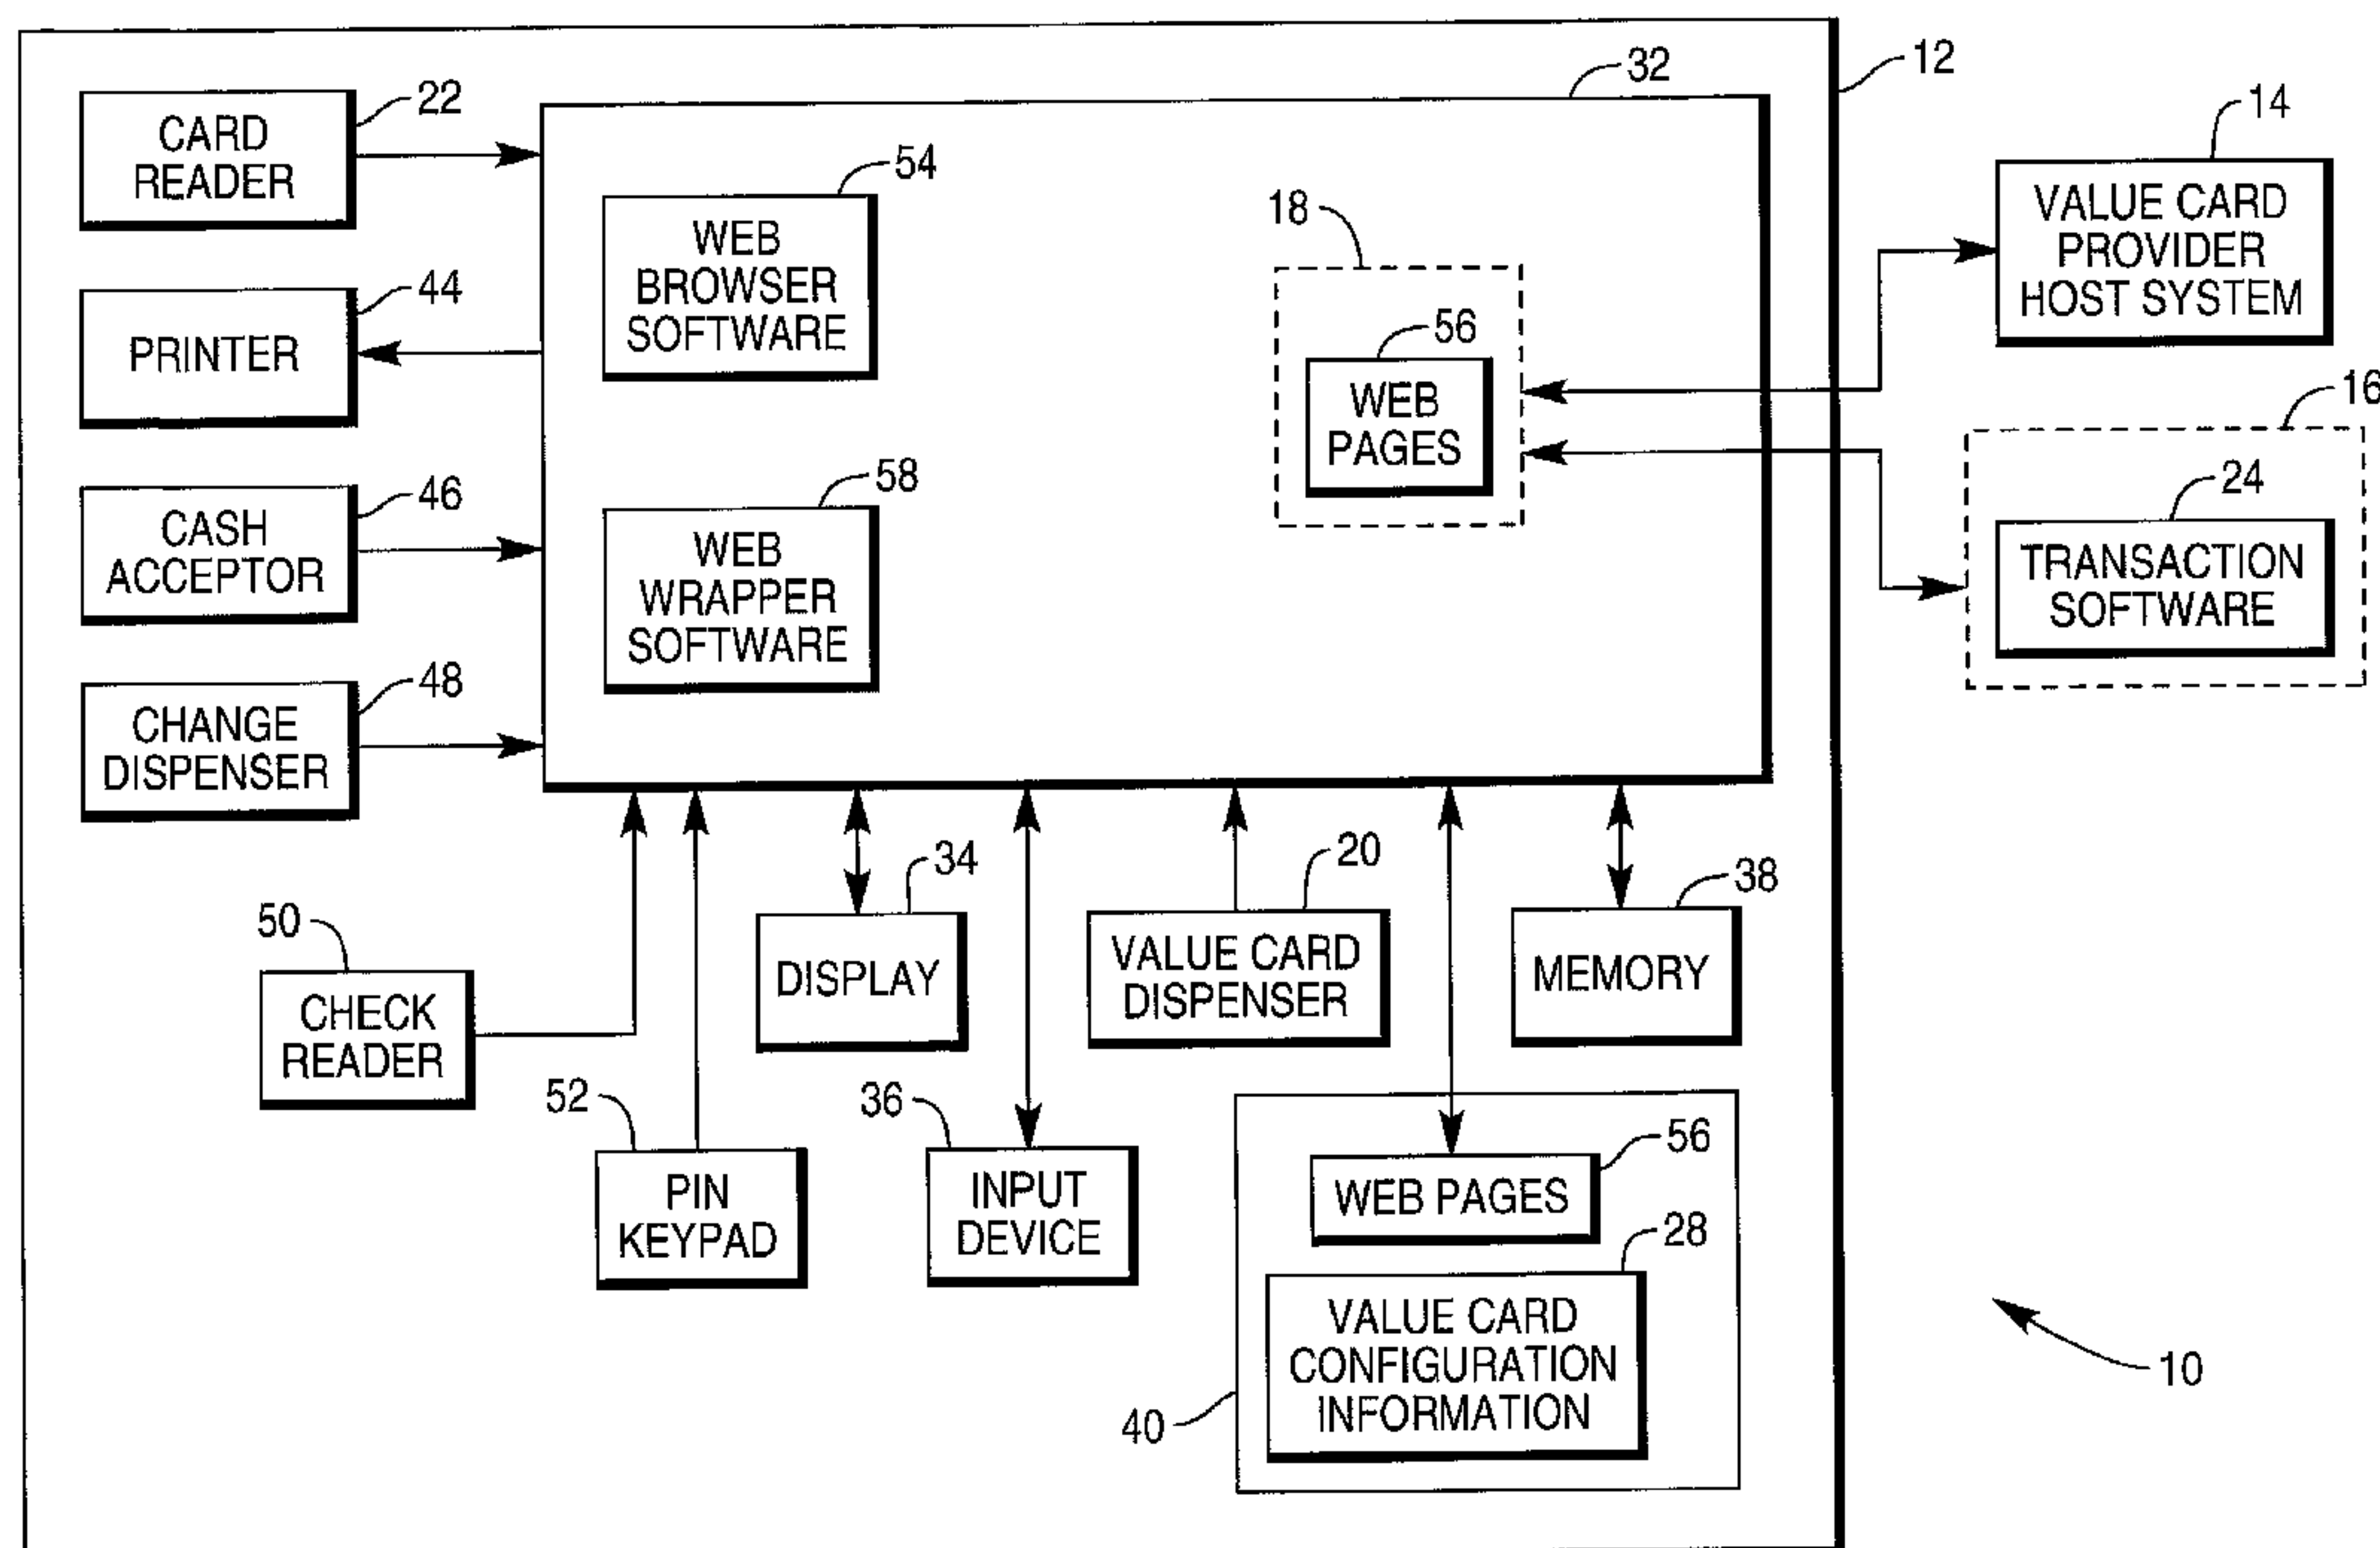 12
32
CARD
READER
22
54
WEB
BROWSER
SOFTWARE
18
14
VALUE CARD
PROVIDER
HOST SYSTEM
PRINTER
44
56
WEB
PAGES
16
CASH
ACCEPTOR
46
58
WEB
WRAPPER
SOFTWARE
24
TRANSACTION
SOFTWARE
CHANGE
DISPENSER
48
50
CHECK
READER
34
DISPLAY
20
VALUE CARD
DISPENSER
38
MEMORY
52
PIN
KEYPAD
36
INPUT
DEVICE
56
WEB PAGES
28
VALUE CARD
CONFIGURATION
INFORMATION
40
10